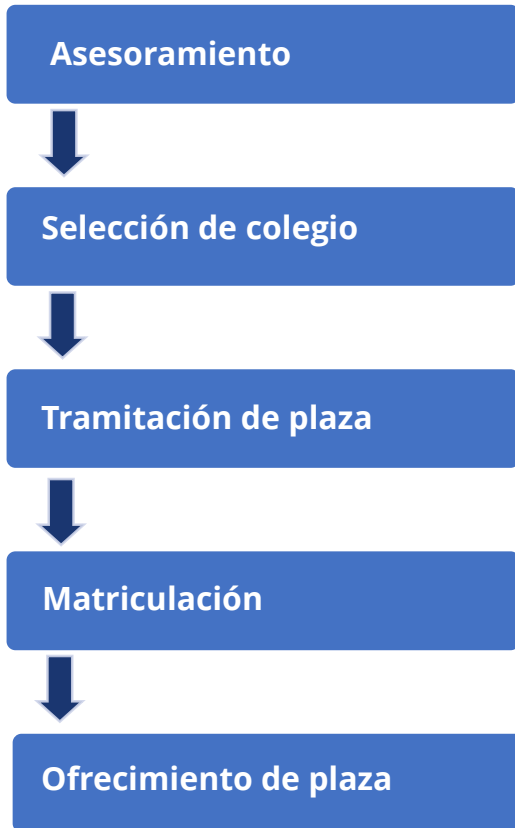 Asesoramiento
Selección de colegio
Tramitación de plaza
Matriculación
Ofrecimiento de plaza